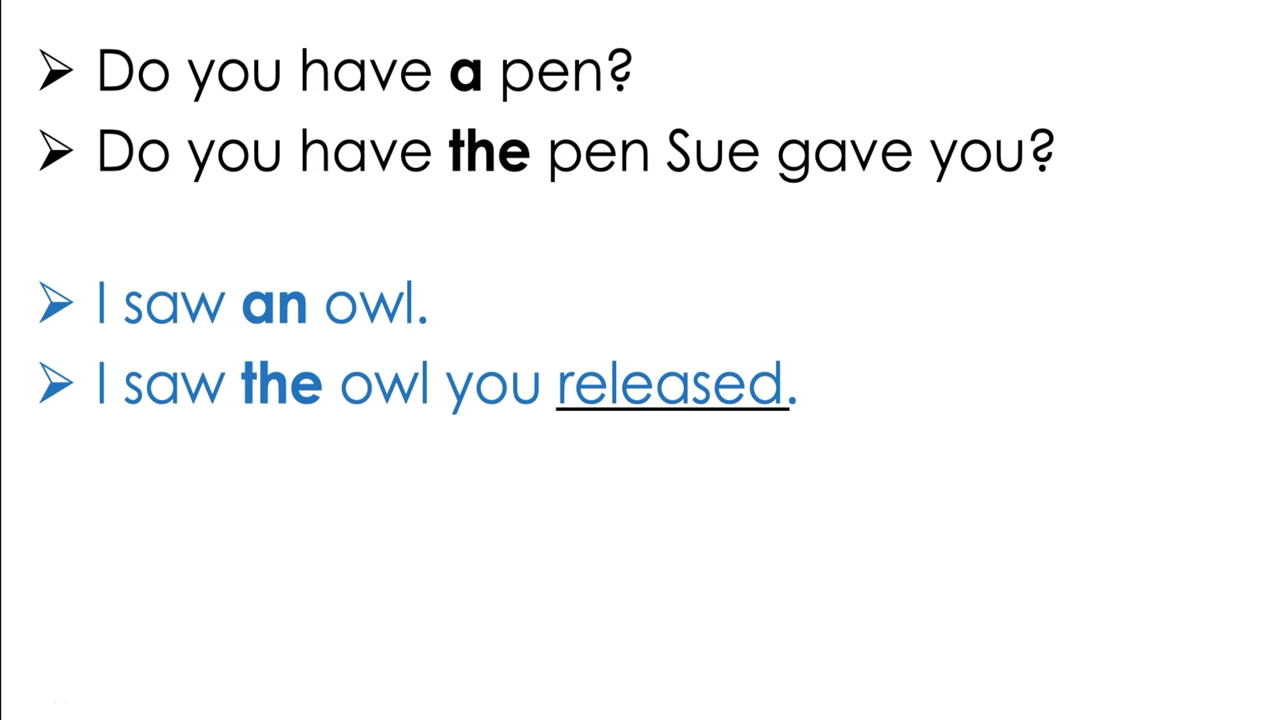 ➢ Do you have a pen?
➢ Do you have the pen Sue gave you?
➢ I saw an owl.
➢ I saw the owl you released.